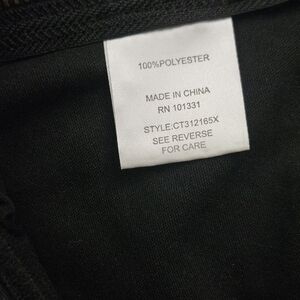 100%POLYESTER
MADE IN CHINA
RN 101331
STYLE:CT312165X
SEE REVERSE
FOR CARE